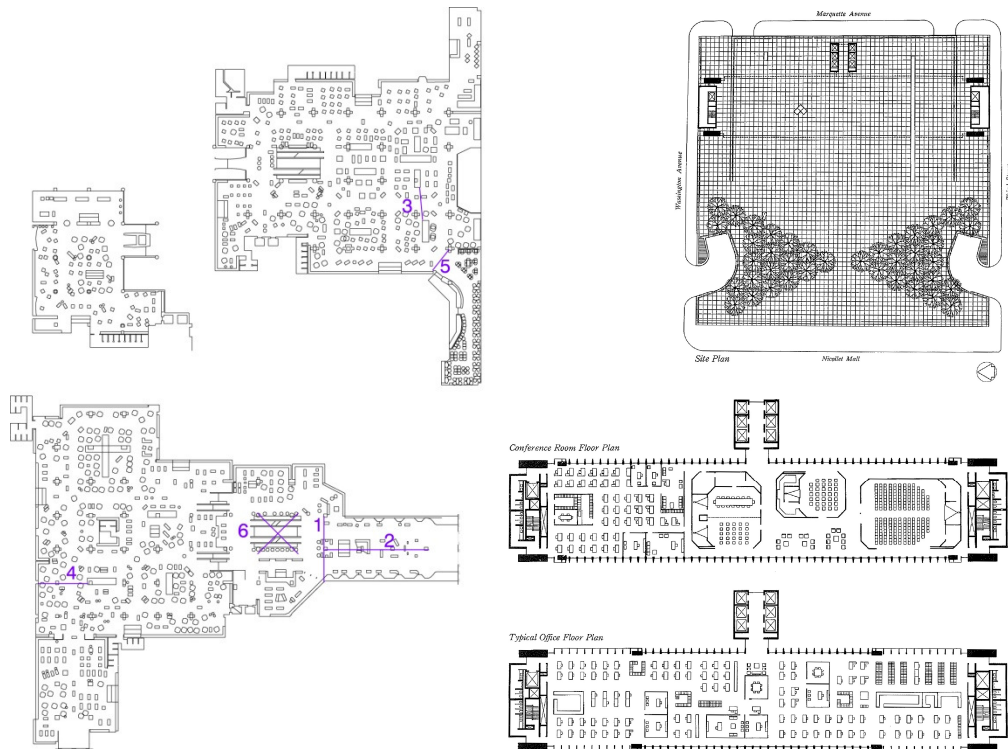 Marquette Avenue
3
5
Washington Avenue
Site Plan
Nicollet Mall
Conference Room Floor Plan
6
1
2
4
Typical Office Floor Plan